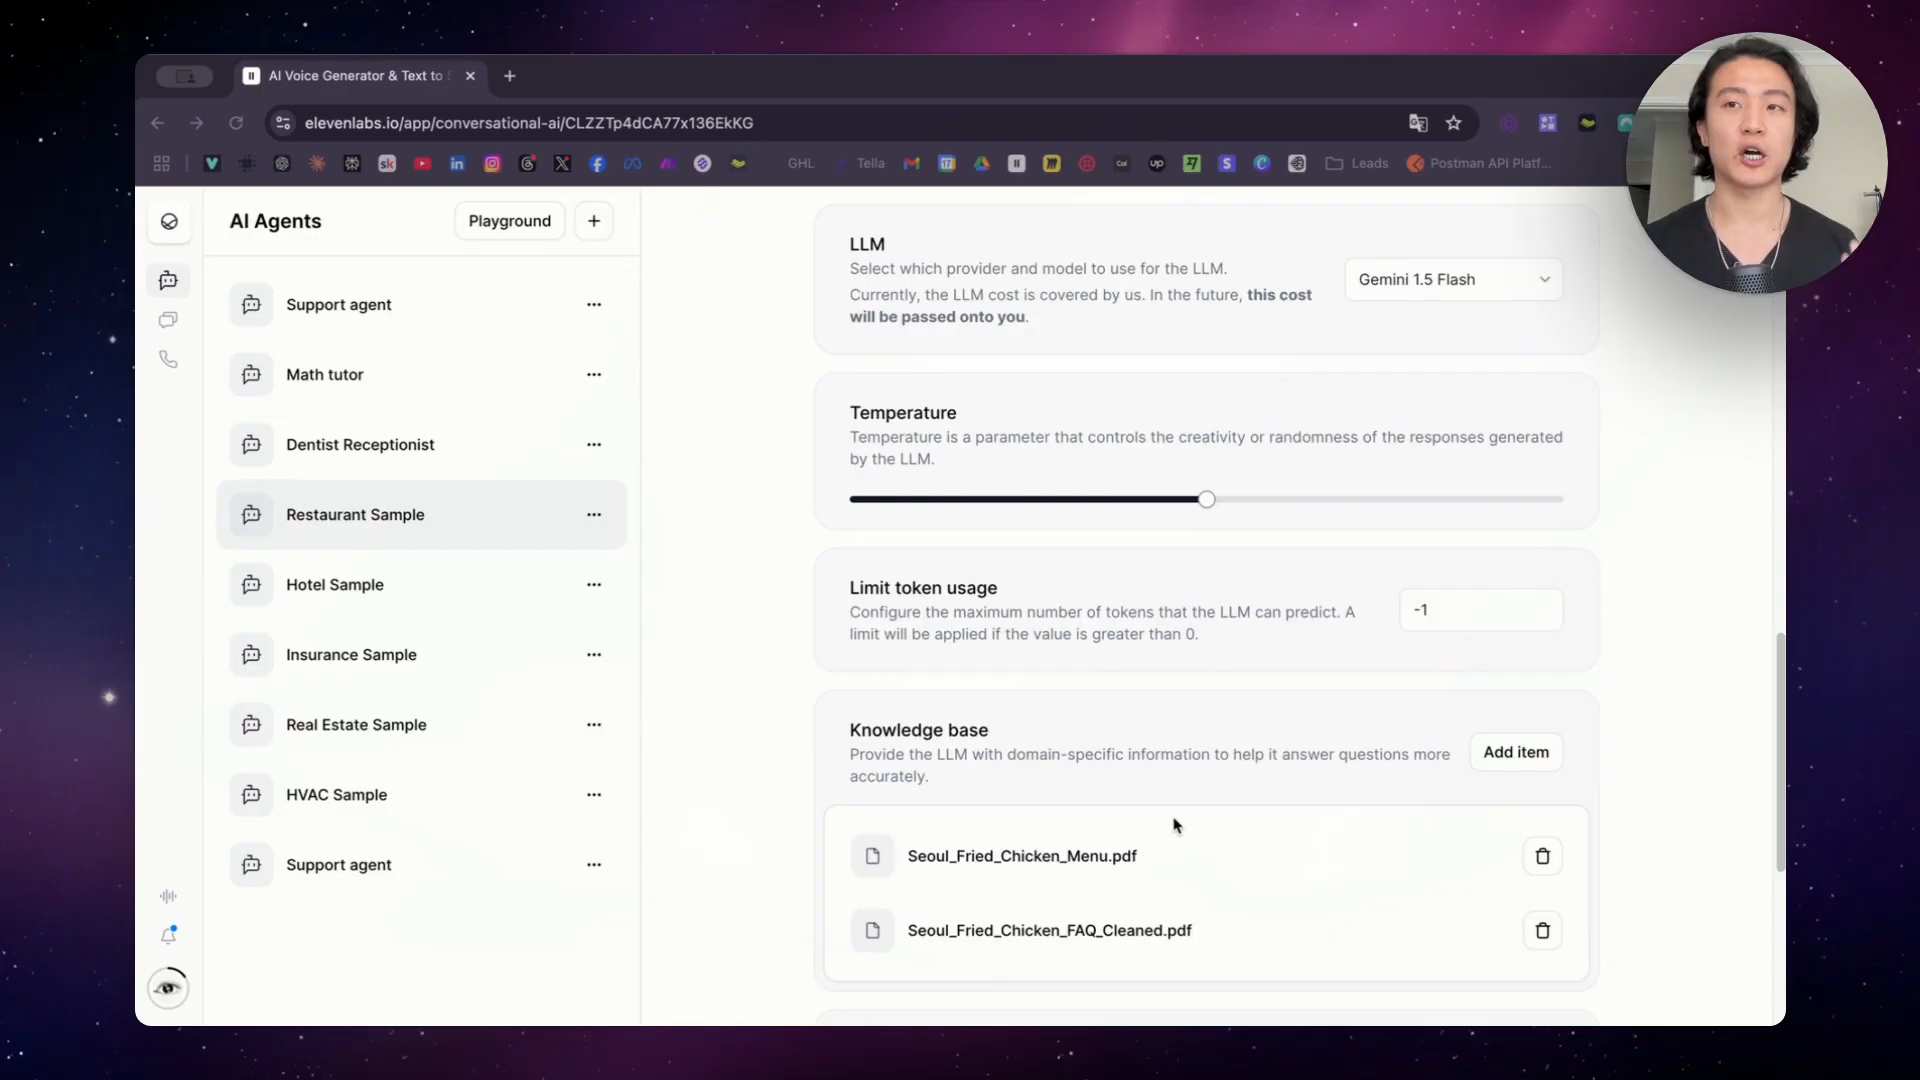 AI Voice Generator & Text to S
elevenlabs.io/app/conversational-ai/CLZZTp4dCA77x136EkKG
GHL
Tella
Leads
Postman API Platf...
AI Agents
Playground
Support agent
Math tutor
Dentist Receptionist
Restaurant Sample
Hotel Sample
Insurance Sample
Real Estate Sample
HVAC Sample
Support agent
LLM
Select which provider and model to use for the LLM.
Currently, the LLM cost is covered by us. In the future, this cost
will be passed onto you.
Gemini 1.5 Flash
Temperature
Temperature is a parameter that controls the creativity or randomness of the responses generated
by the LLM.
Limit token usage
Configure the maximum number of tokens that the LLM can predict. A
limit will be applied if the value is greater than 0.
-1
Knowledge base
Provide the LLM with domain-specific information to help it answer questions more
accurately.
Add item
Seoul_Fried_Chicken_Menu.pdf
Seoul_Fried_Chicken_FAQ_Cleaned.pdf